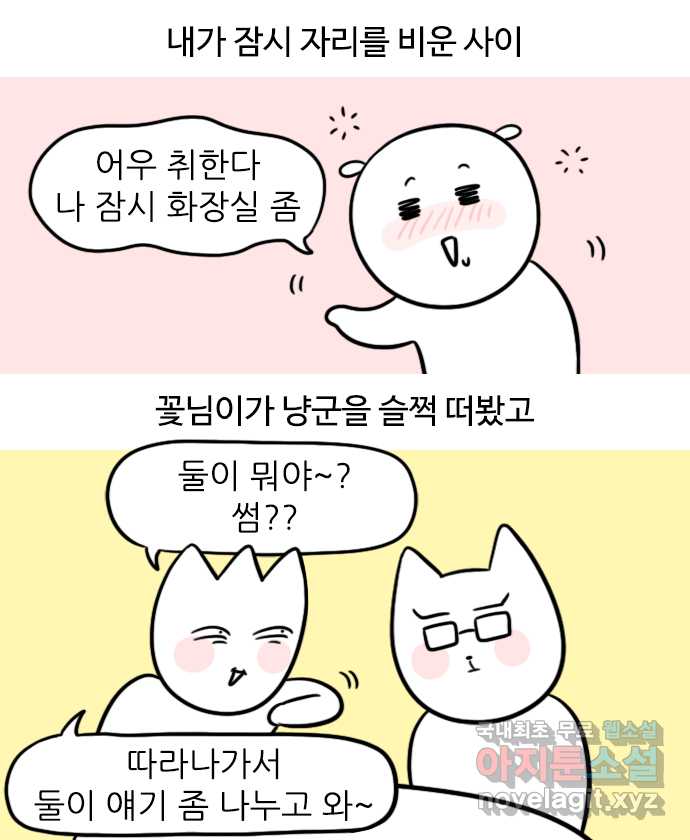 내가 잠시 자리를 비운 사이
어우 취한다
나 잠시 화장실 좀
꽃님이가 냥군을 슬쩍 떠봤고
둘이 뭐야~?
썸??
따라나가서
둘이 얘기 좀 나누고 와~
국내최초 무료 웹소설
아지툰소설
novelagit.xyz